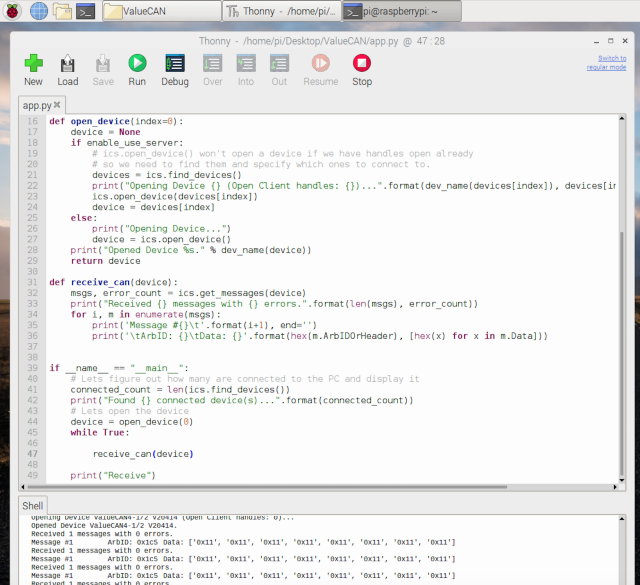 ValueCAN
Thonny - /home/pi/...
pi@raspberrypi: ~
Thonny - /home/pi/Desktop/ValueCAN/app.py @ 47 : 28
New
Load
Save
Run
Debug
Over
Into
Out
Resume
Stop
Switch to
regular mode
app.py
16 def open_device(index=0):
17 device = None
18 if enable_use_server:
19 # ics.open_device() won't open a device if we have handles open already
20 # so we need to find them and specify which ones to connect to.
21 devices = ics.find_devices()
22 print("Opening Device {} (Open Client handles: {})...".format(dev_name(devices[index]), devices[in
23 ics.open_device(devices[index])
24 device = devices[index]
25 else:
26 print("Opening Device...")
27 device = ics.open_device()
28 print("Opened Device %s." % dev_name(device))
29 return device
30
31 def receive_can(device):
32 msgs, error_count = ics.get_messages(device)
33 print("Received {} messages with {} errors.".format(len(msgs), error_count))
34 for i, m in enumerate(msgs):
35 print('Message #{}\t'.format(i+1), end='')
36 print('\tArbID: {}\tData: {}'.format(hex(m.ArbIDOrHeader), [hex(x) for x in m.Data]))
37
38
39 if __name__ == "__main__":
40 # Lets figure out how many are connected to the PC and display it
41 connected_count = len(ics.find_devices())
42 print("Found {} connected device(s)...".format(connected_count))
43 # Lets open the device
44 device = open_device(0)
45 while True:
46
47 receive_can(device)
48
49 print("Receive")
Shell
Opening Device ValueCAN4-1/2 V20414 (Open Client handles: 0)...
Opened Device ValueCAN4-1/2 V20414.
Received 1 messages with 0 errors.
Message #1 ArbID: 0x1c5 Data: ['0x11', '0x11', '0x11', '0x11', '0x11', '0x11', '0x11', '0x11']
Received 1 messages with 0 errors.
Message #1 ArbID: 0x1c5 Data: ['0x11', '0x11', '0x11', '0x11', '0x11', '0x11', '0x11', '0x11']
Received 1 messages with 0 errors.
Message #1 ArbID: 0x1c5 Data: ['0x11', '0x11', '0x11', '0x11', '0x11', '0x11', '0x11', '0x11']
Received 1 messages with 0 errors.